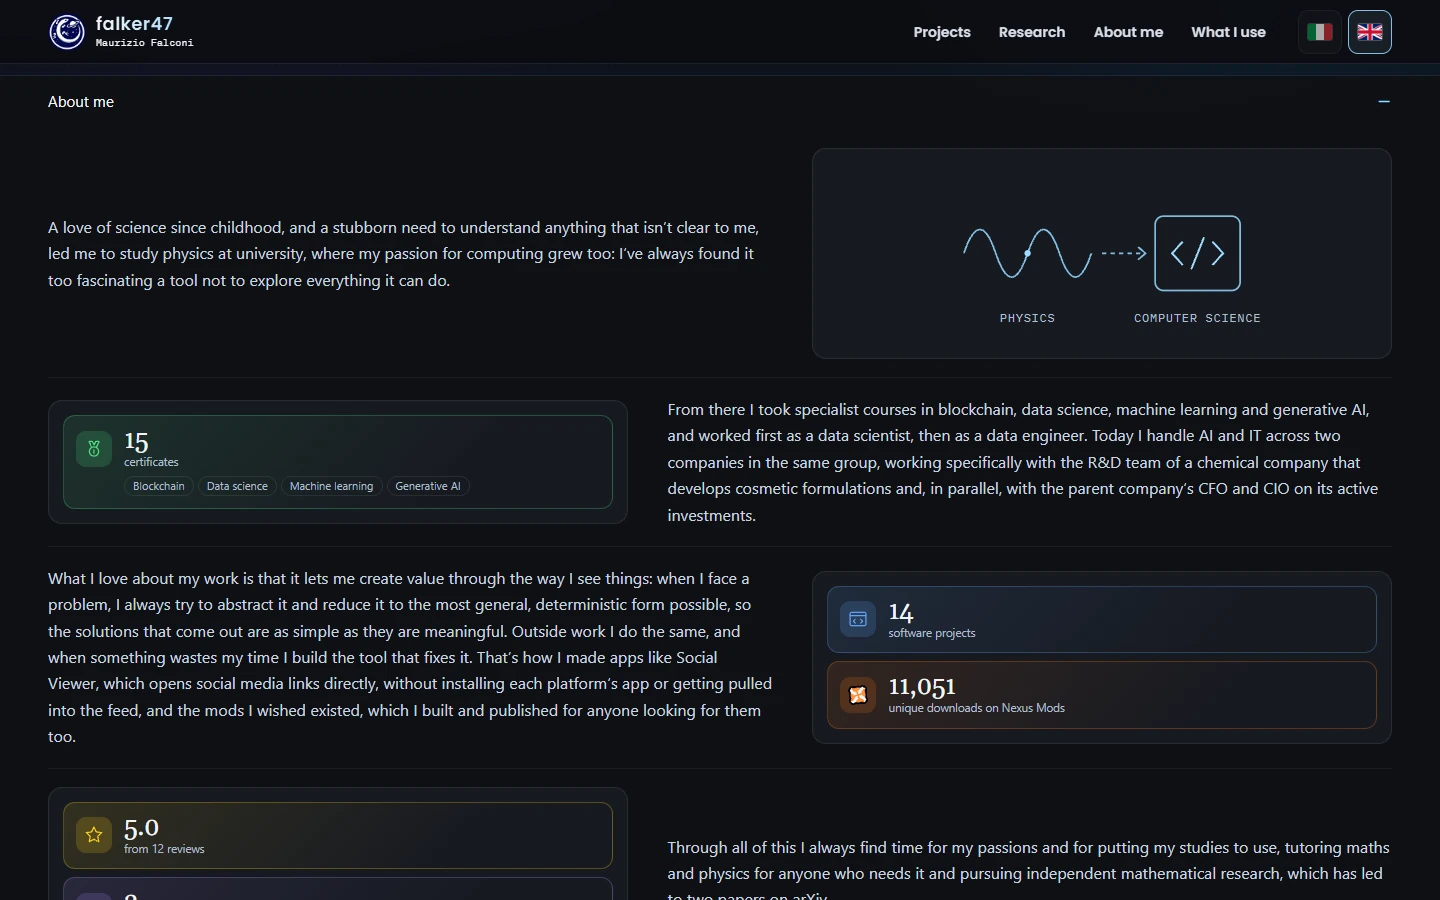 falker47
Maurizio Falconi
Projects
Research
About me
What I use
About me
A love of science since childhood, and a stubborn need to understand anything that isn’t clear to me,
led me to study physics at university, where my passion for computing grew too: I’ve always found it
too fascinating a tool not to explore everything it can do.
PHYSICS
COMPUTER SCIENCE
15
certificates
Blockchain
Data science
Machine learning
Generative AI
From there I took specialist courses in blockchain, data science, machine learning and generative AI,
and worked first as a data scientist, then as a data engineer. Today I handle AI and IT across two
companies in the same group, working specifically with the R&D team of a chemical company that
develops cosmetic formulations and, in parallel, with the parent company’s CFO and CIO on its active
investments.
What I love about my work is that it lets me create value through the way I see things: when I face a
problem, I always try to abstract it and reduce it to the most general, deterministic form possible, so
the solutions that come out are as simple as they are meaningful. Outside work I do the same, and
when something wastes my time I build the tool that fixes it. That’s how I made apps like Social
Viewer, which opens social media links directly, without installing each platform’s app or getting pulled
into the feed, and the mods I wished existed, which I built and published for anyone looking for them
too.
14
software projects
11,051
unique downloads on Nexus Mods
5.0
from 12 reviews
Through all of this I always find time for my passions and for putting my studies to use, tutoring maths
and physics for anyone who needs it and pursuing independent mathematical research, which has led
to two papers on arXiv.